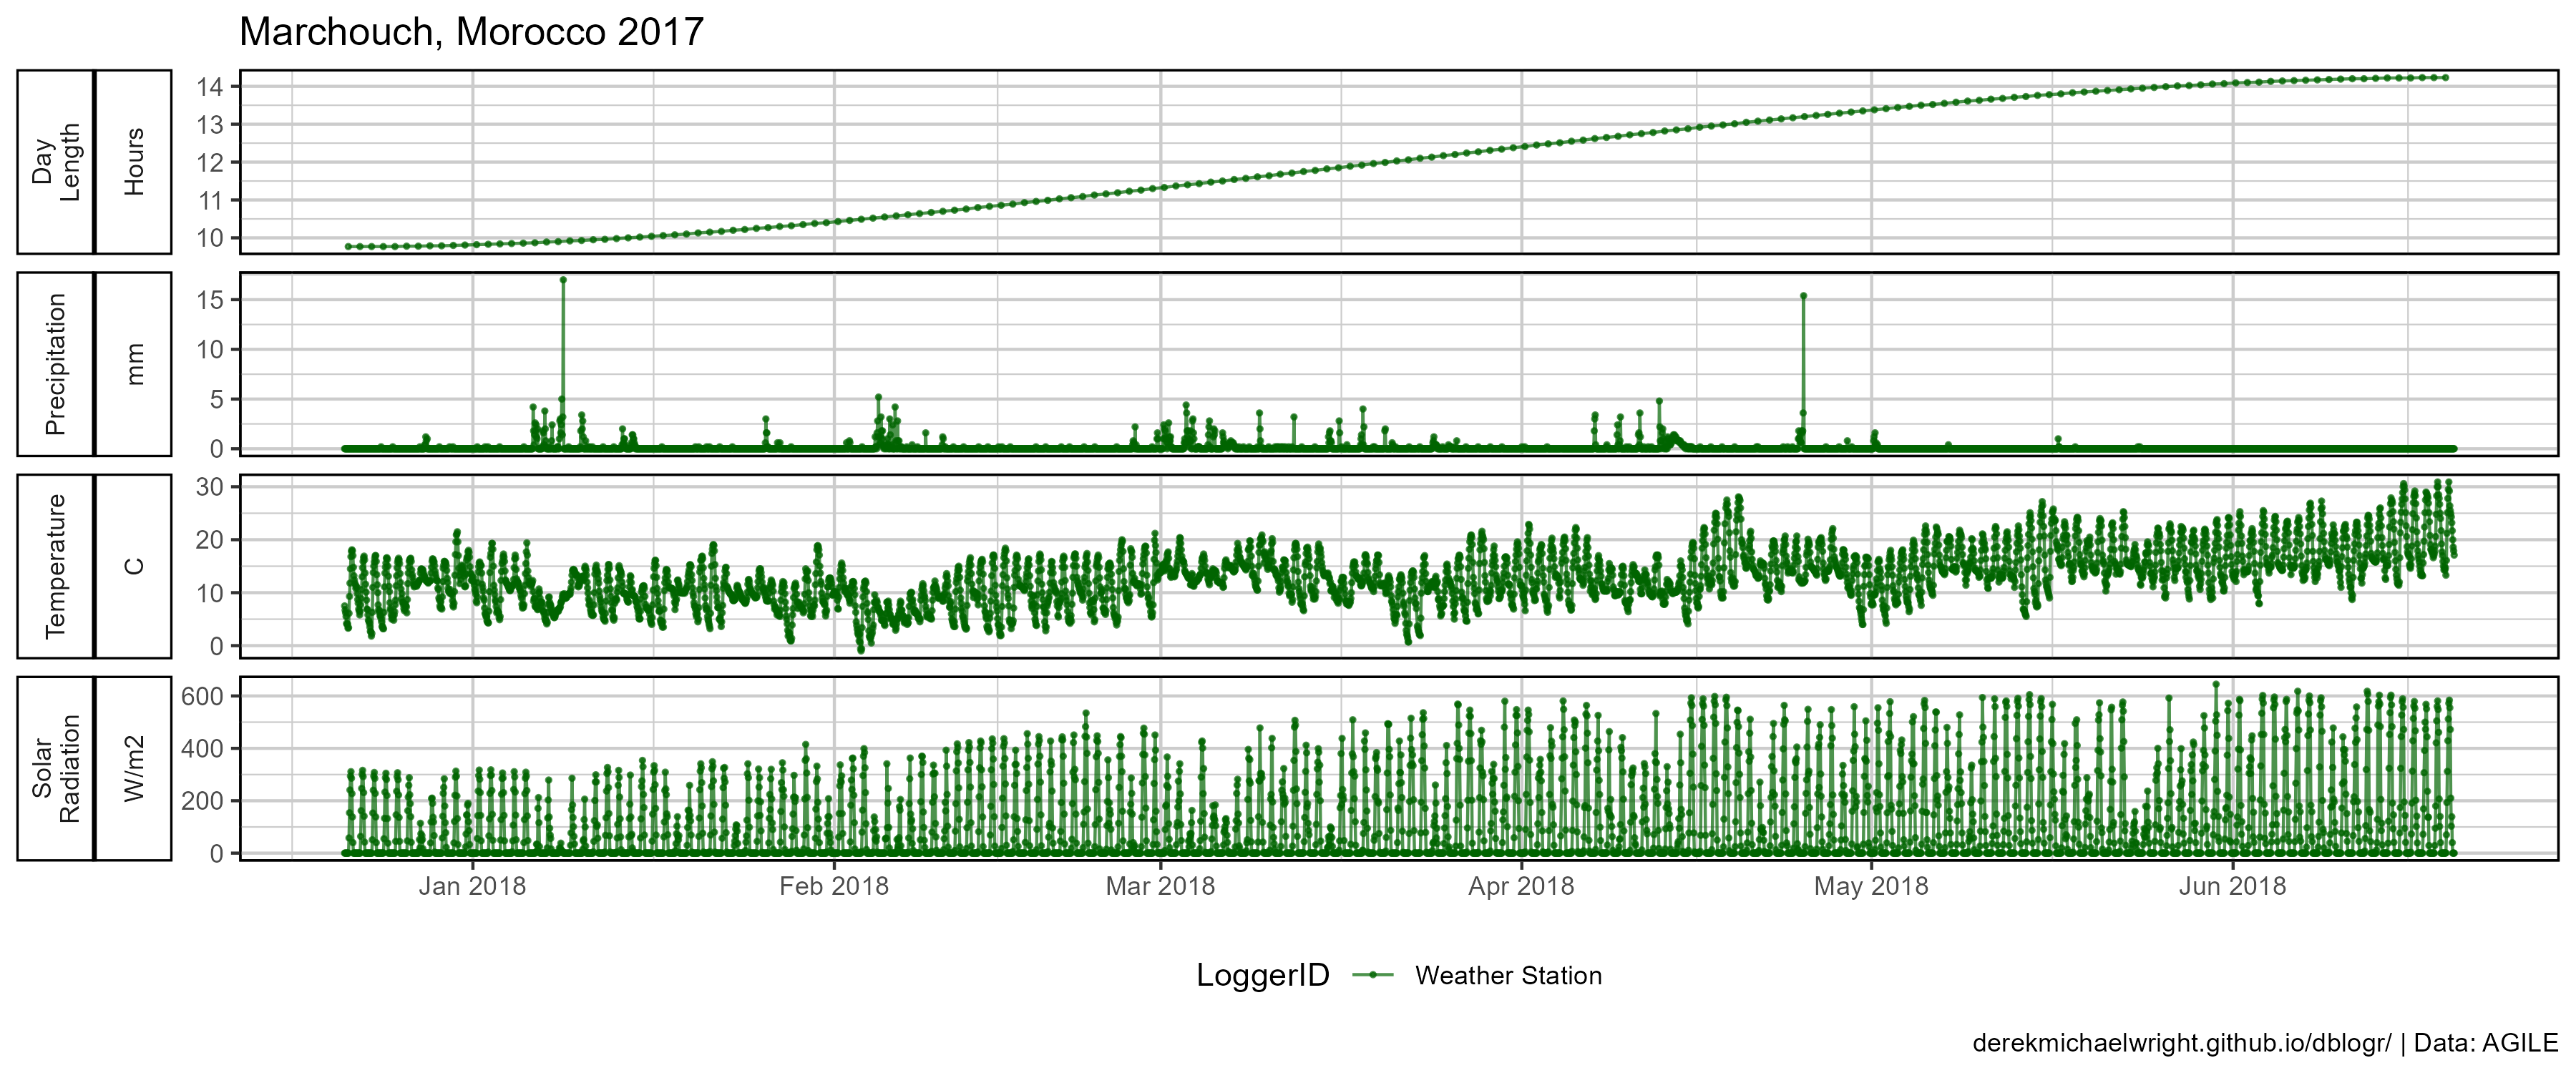 Marchouch, Morocco 2017
Day
Length
Hours
14
13
12
11
10
Precipitation
mm
15
10
5
0
Temperature
C
30
20
10
0
Solar
Radiation
W/m2
600
400
200
0
Jan 2018
Feb 2018
Mar 2018
Apr 2018
May 2018
Jun 2018
LoggerID
Weather Station
derekmichaelwright.github.io/dblogr/ | Data: AGILE